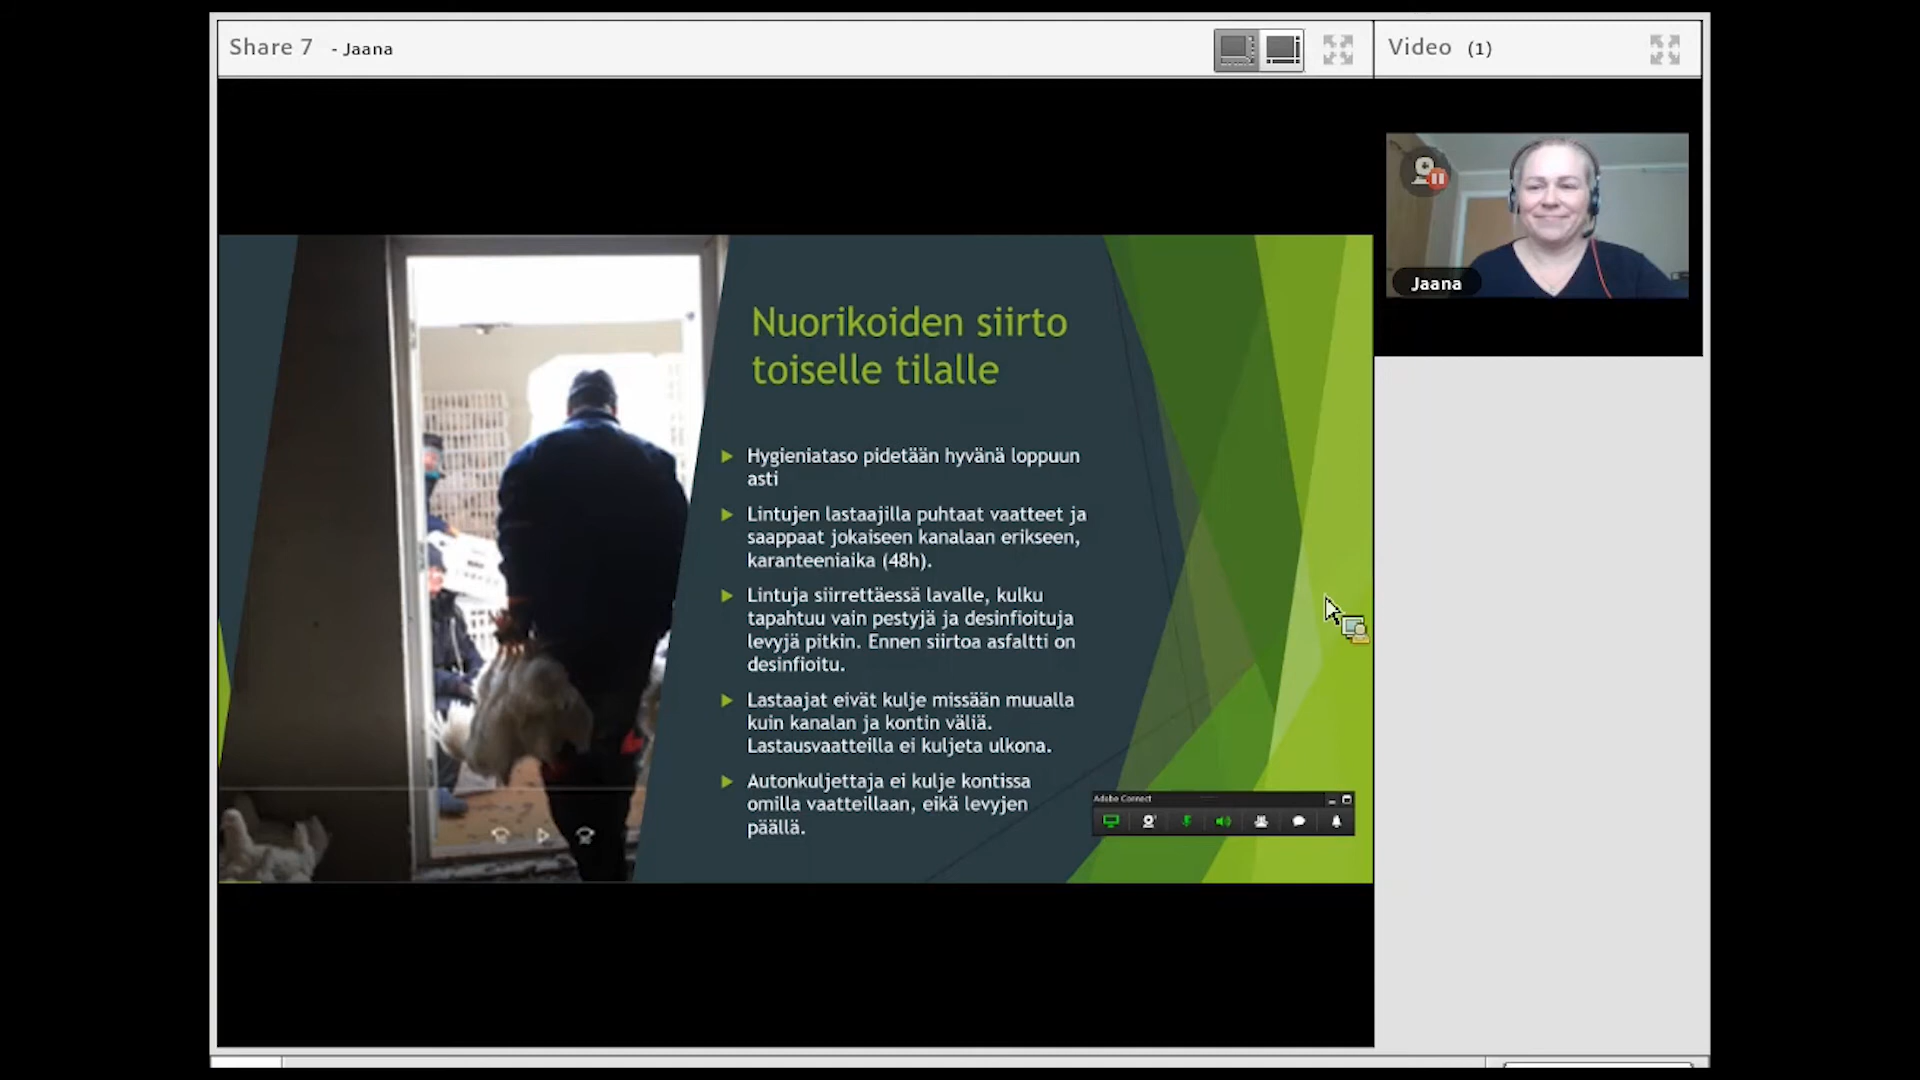 Share 7 - Jaana
Video (1)
Jaana
Nuorikoiden siirto
toiselle tilalle
Hygieniataso pidetään hyvänä loppuun
asti
Lintujen lastaajilla puhtaat vaatteet ja
saappaat jokaiseen kanalaan erikseen,
karanteeniaika (48h).
Lintuja siirrettäessä lavalle, kulku
tapahtuu vain pestyjä ja desinfioituja
levyjä pitkin. Ennen siirtoa asfaltti on
desinfioitu.
Lastaajat eivät kulje missään muualla
kuin kanalan ja kontin väliä.
Lastausvaatteilla ei kuljeta ulkona.
Autonkuljettaja ei kulje kontissa
omilla vaatteillaan, eikä levyjen
päällä.
Adobe Connect